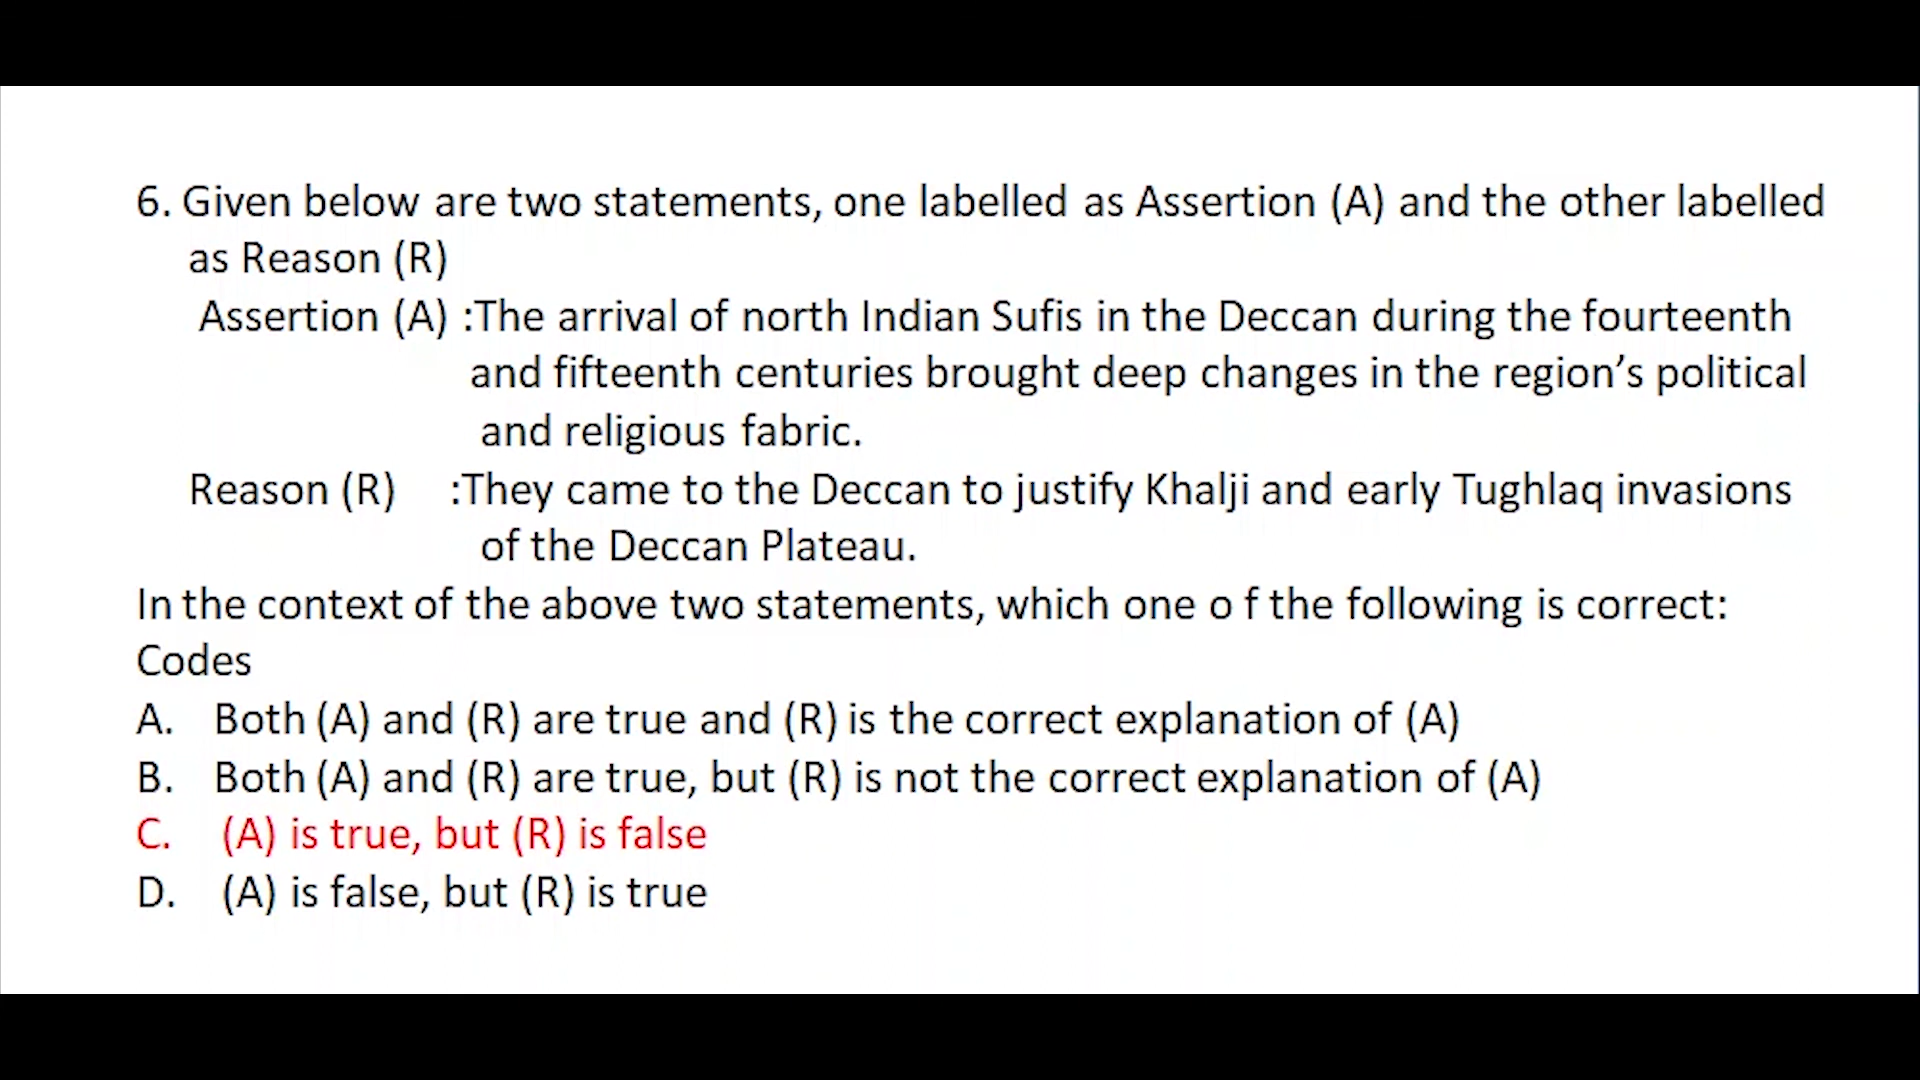 6. Given below are two statements, one labelled as Assertion (A) and the other labelled
as Reason (R)
Assertion (A) :The arrival of north Indian Sufis in the Deccan during the fourteenth
and fifteenth centuries brought deep changes in the region’s political
and religious fabric.
Reason (R) :They came to the Deccan to justify Khalji and early Tughlaq invasions
of the Deccan Plateau.
In the context of the above two statements, which one o f the following is correct:
Codes
A. Both (A) and (R) are true and (R) is the correct explanation of (A)
B. Both (A) and (R) are true, but (R) is not the correct explanation of (A)
C. (A) is true, but (R) is false
D. (A) is false, but (R) is true